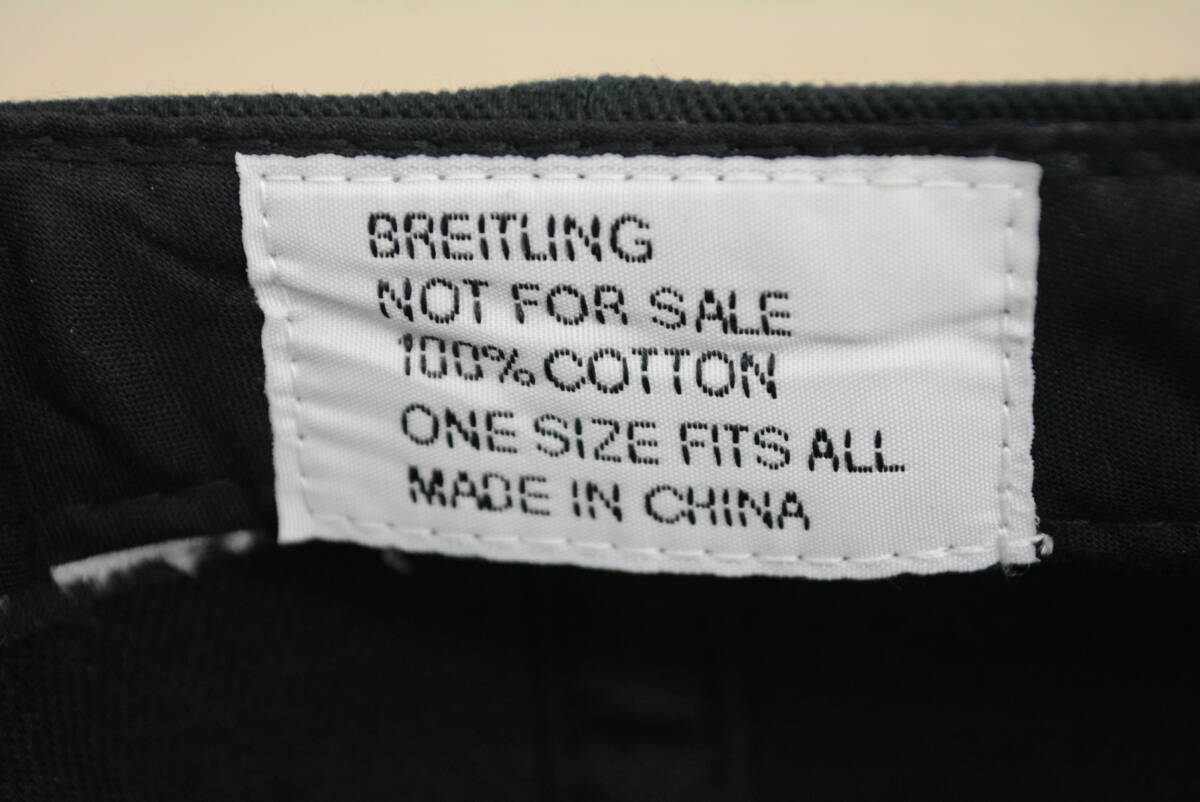 BREITLING
NOT FOR SALE
100% COTTON
ONE SIZE FITS ALL
MADE IN CHINA